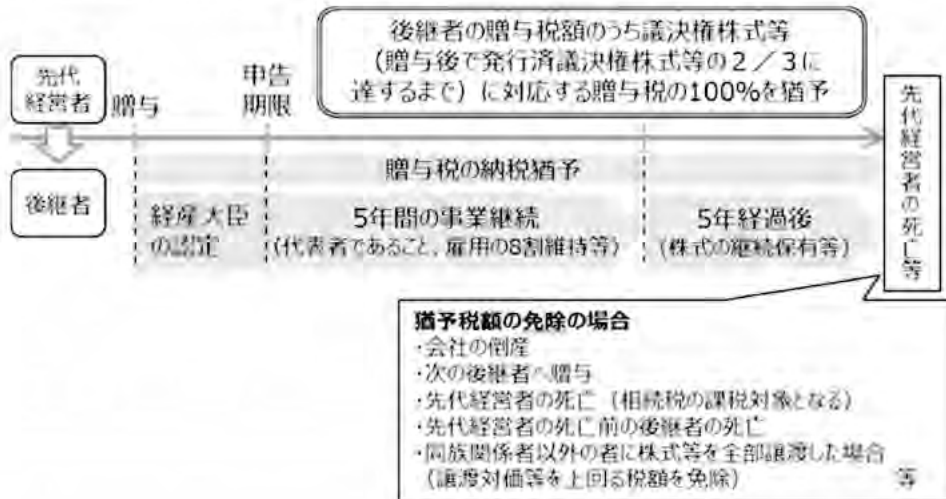 後継者の贈与税額のうち議決権株式等
（贈与後で発行済議決権株式等の２／３に
達するまで）に対応する贈与税の100%を猶予
先代
経営者
贈与
申告
期限
先代経営者の死亡等
後継者
贈与税の納税猶予
経産大臣
の認定
5年間の事業継続
(代表者であること、雇用の8割維持等)
5年経過後
(株式の継続保有等)
猶予税額の免除の場合
・会社の倒産
・次の後継者へ贈与
・先代経営者の死亡（相続税の課税対象となる）
・先代経営者の死亡前の後継者の死亡
・同族関係者以外の者に株式等を全部譲渡した場合
（譲渡対価等を上回る税額を免除） 等